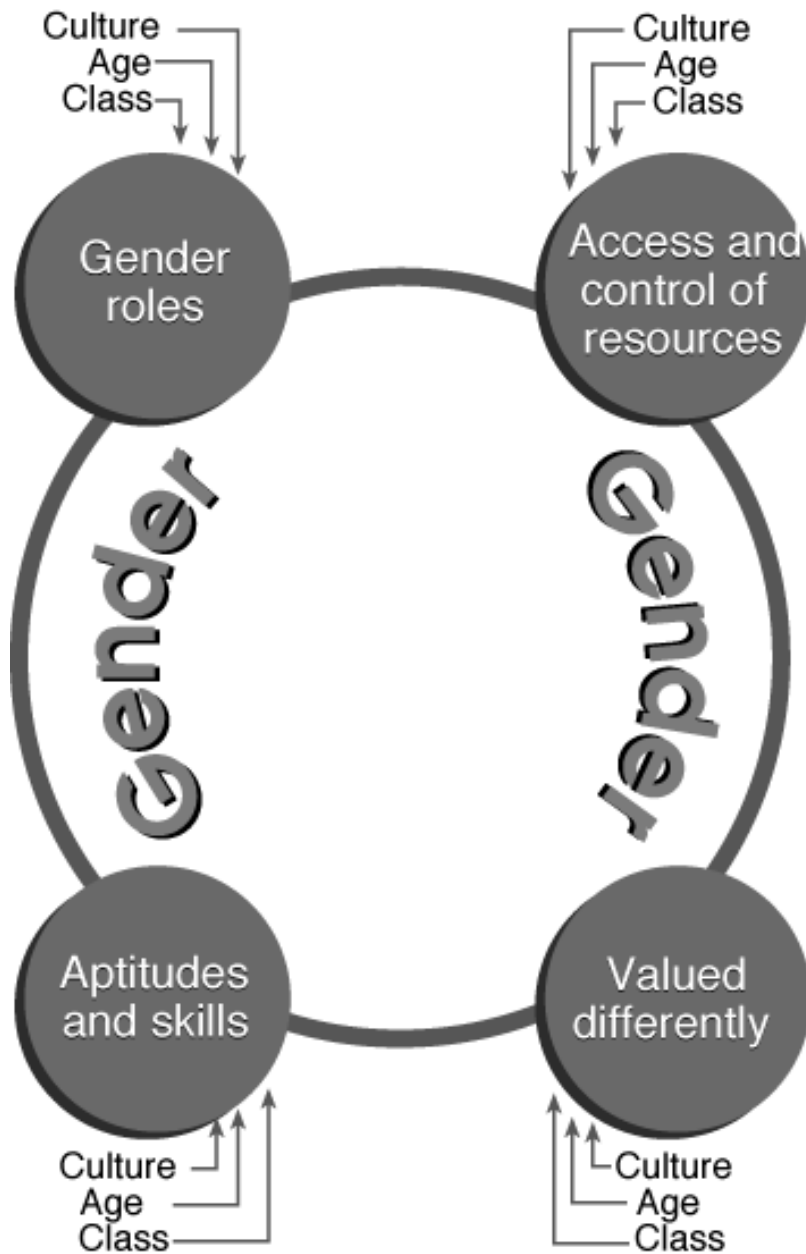 Culture
Age
Class
Culture
Age
Class
Gender
roles
Access and
control of
resources
Gender
Gender
Aptitudes
and skills
Valued
differently
Culture
Age
Class
Culture
Age
Class